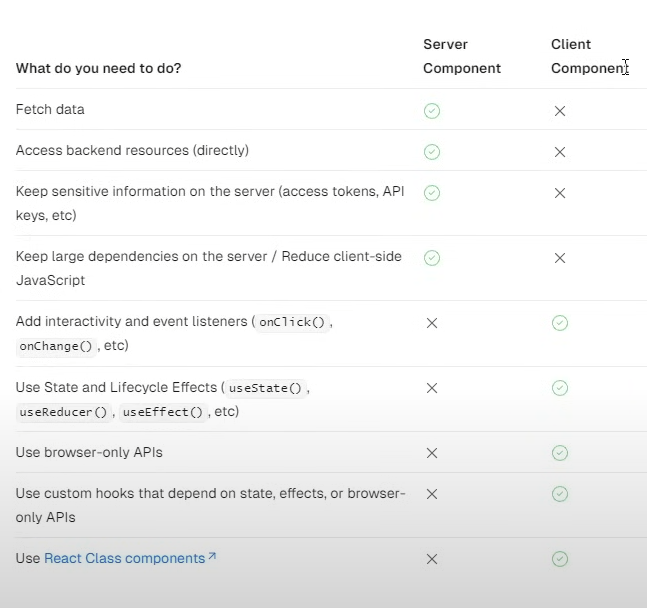 Server Client
What do you need to do? Component Component
Fetch data
Access backend resources (directly)
Keep sensitive information on the server (access tokens, API
keys, etc)
Keep large dependencies on the server / Reduce client-side
JavaScript
Add interactivity and event listeners ( onClick() ,
onChange() , etc)
Use State and Lifecycle Effects ( useState() ,
useReducer() , useEffect() , etc)
Use browser-only APIs
Use custom hooks that depend on state, effects, or browser-
only APIs
Use React Class components